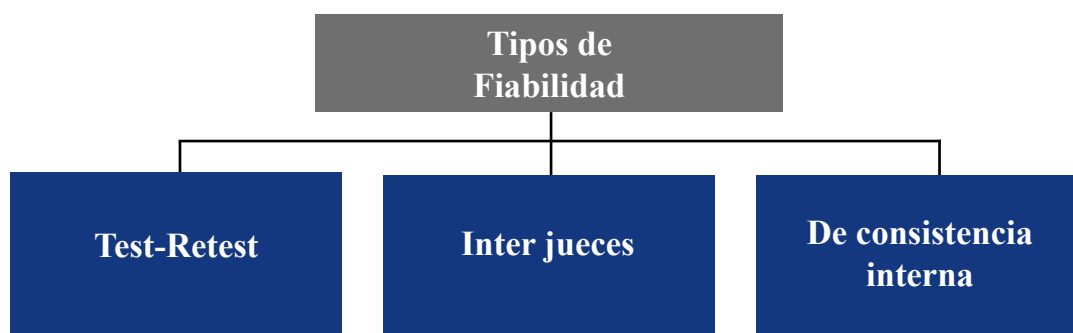 Tipos de
Fiabilidad
Test-Retest
Inter jueces
De consistencia
interna